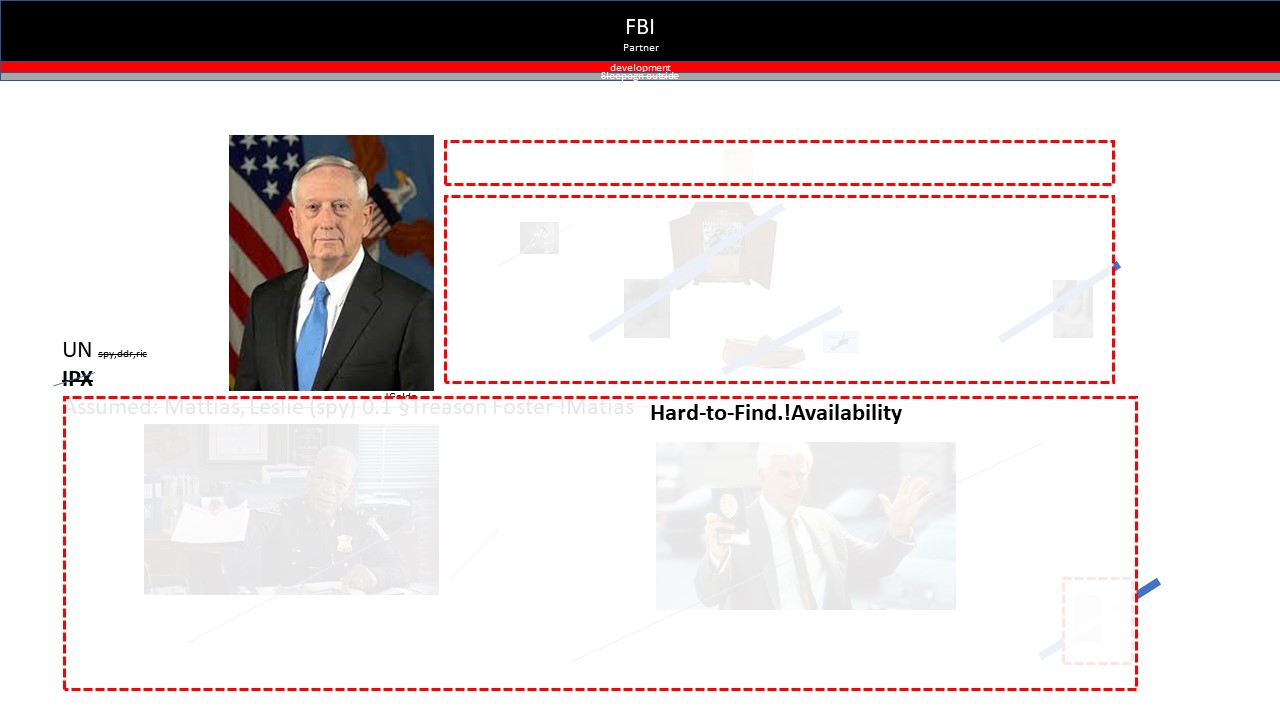 FBI
Partner
development
Sleepogn outside
UN spy,ddr,ric
IPX
Assumed: Mattias, Leslie (spy) 0.1 §Treason Foster !Matias
Hard-to-Find.!Availability